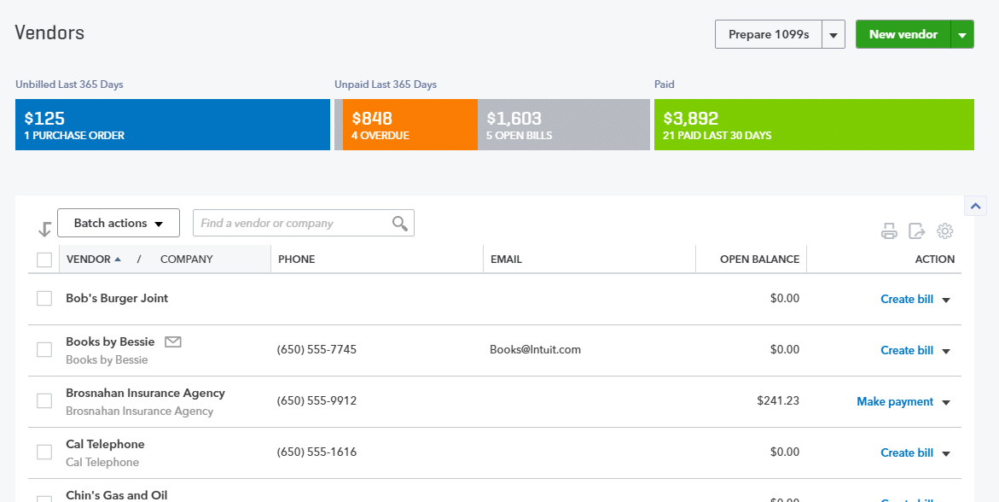 Vendors
Prepare 1099s
New vendor
Unbilled Last 365 Days
Unpaid Last 365 Days
Paid
$125
1 PURCHASE ORDER
$848
4 OVERDUE
$1,603
5 OPEN BILLS
$3,892
21 PAID LAST 30 DAYS
Batch actions
Find a vendor or company
VENDOR / COMPANY PHONE EMAIL OPEN BALANCE ACTION
Bob's Burger Joint $0.00 Create bill
Books by Bessie (650) 555-7745 Books@Intuit.com $0.00 Create bill
Books by Bessie
Brosnahan Insurance Agency (650) 555-9912 $241.23 Make payment
Brosnahan Insurance Agency
Cal Telephone (650) 555-1616 $0.00 Create bill
Cal Telephone
Chin's Gas and Oil $0.00 Create bill